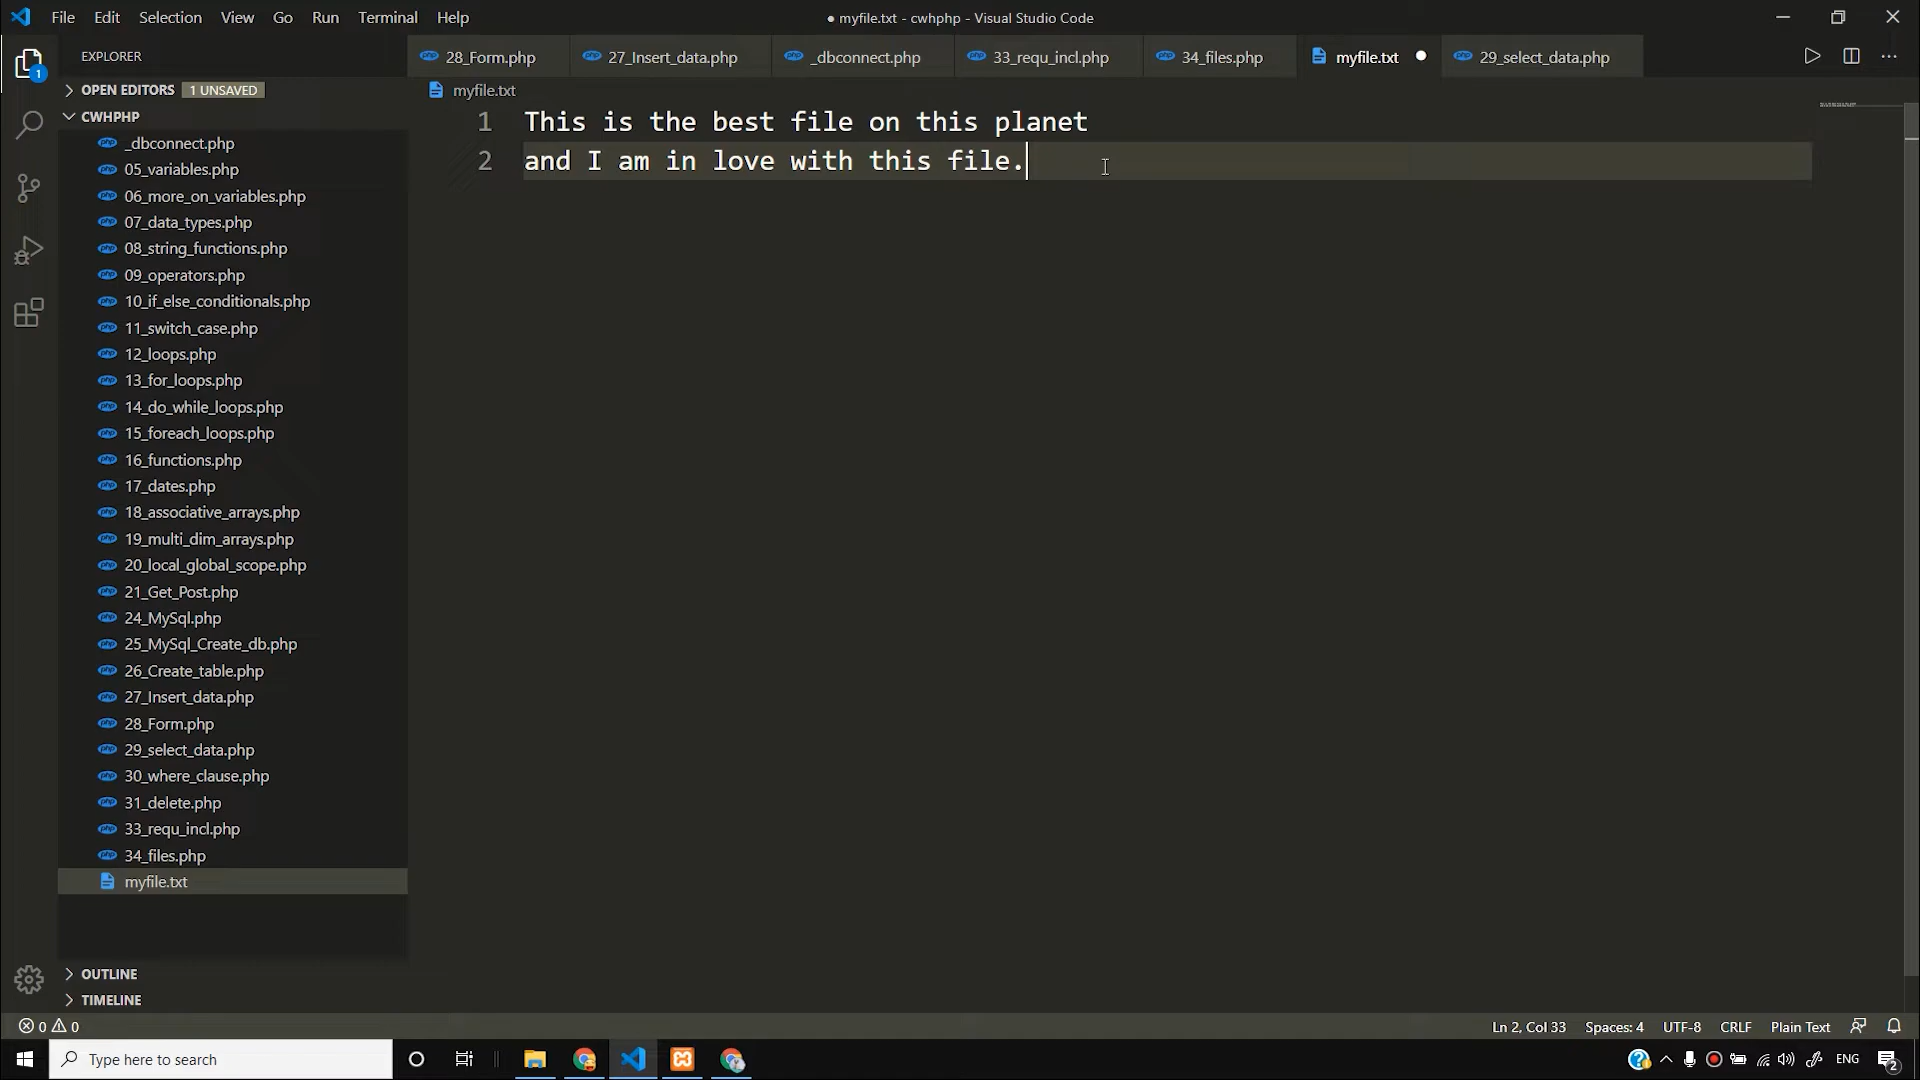 File Edit Selection View Go Run Terminal Help
● myfile.txt - cwhphp - Visual Studio Code
EXPLORER
28_Form.php 27_Insert_data.php _dbconnect.php 33_requ_incl.php 34_files.php myfile.txt 29_select_data.php
1
OPEN EDITORS 1 UNSAVED
myfile.txt
CWHPHP
1 This is the best file on this planet
2 and I am in love with this file.
_dbconnect.php
05_variables.php
06_more_on_variables.php
07_data_types.php
08_string_functions.php
09_operators.php
10_if_else_conditionals.php
11_switch_case.php
12_loops.php
13_for_loops.php
14_do_while_loops.php
15_foreach_loops.php
16_functions.php
17_dates.php
18_associative_arrays.php
19_multi_dim_arrays.php
20_local_global_scope.php
21_Get_Post.php
24_MySql.php
25_MySql_Create_db.php
26_Create_table.php
27_Insert_data.php
28_Form.php
29_select_data.php
30_where_clause.php
31_delete.php
33_requ_incl.php
34_files.php
myfile.txt
OUTLINE
TIMELINE
0 0 Ln 2, Col 33 Spaces: 4 UTF-8 CRLF Plain Text
Type here to search ENG 2